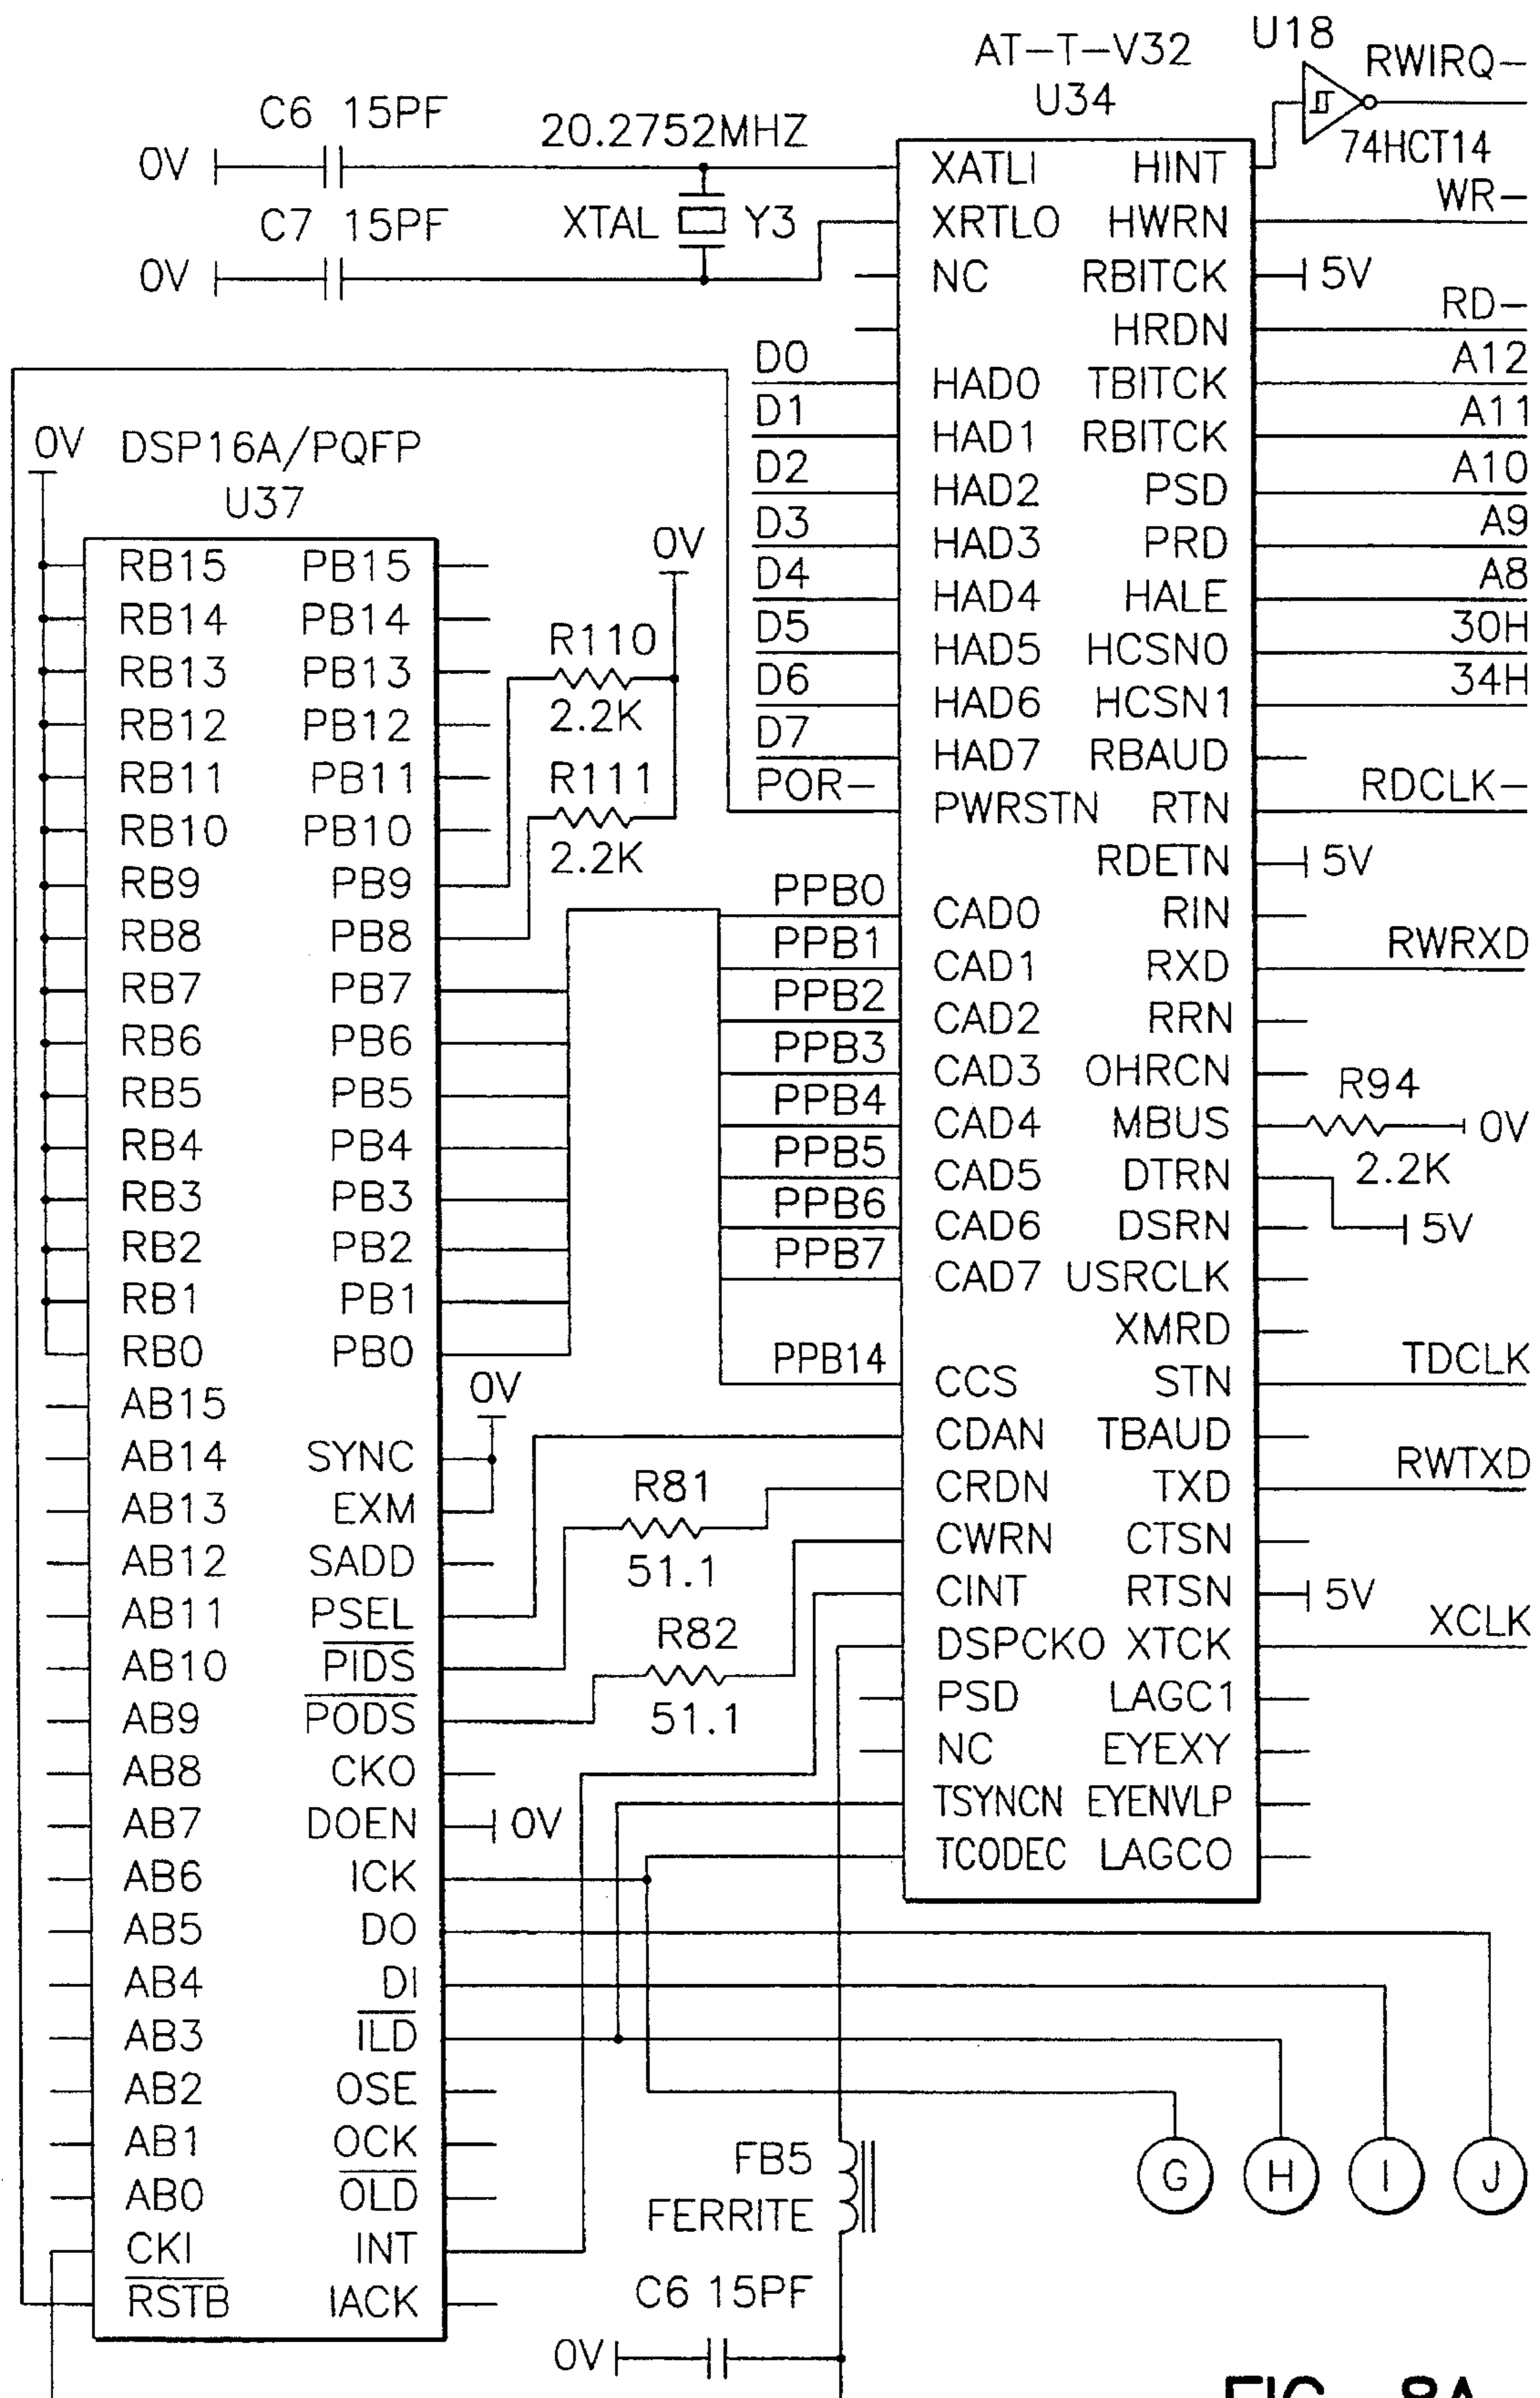 AT-T-V32
U34
U18
RWIRQ-
74HCT14
C6 15PF
20.2752MHZ
0V
C7 15PF
XTAL Y3
0V
XATLI HINT
XRTLO HWRN WR-
NC RBITCK 5V
HRDN RD-
D0 HAD0 TBITCK A12
D1 HAD1 RBITCK A11
D2 HAD2 PSD A10
D3 HAD3 PRD A9
D4 HAD4 HALE A8
D5 HAD5 HCSN0 30H
D6 HAD6 HCSN1 34H
D7 HAD7 RBAUD
POR- PWRSTN RTN RDCLK-
RDETN 5V
PPB0 CAD0 RIN
PPB1 CAD1 RXD RWRXD
PPB2 CAD2 RRN
PPB3 CAD3 OHRCN
PPB4 CAD4 MBUS R94 2.2K 0V
PPB5 CAD5 DTRN
PPB6 CAD6 DSRN 5V
PPB7 CAD7 USRCLK
XMRD
PPB14 CCS STN TDCLK
CDAN TBAUD
CRDN TXD RWTXD
CWRN CTSN
CINT RTSN 5V
DSPCKO XTCK XCLK
PSD LAGC1
NC EYEXY
TSYNCN EYENVLP
TCODEC LAGCO
0V DSP16A/PQFP
U37
RB15 PB15
RB14 PB14
RB13 PB13
RB12 PB12
RB11 PB11
RB10 PB10
RB9 PB9
RB8 PB8
RB7 PB7
RB6 PB6
RB5 PB5
RB4 PB4
RB3 PB3
RB2 PB2
RB1 PB1
RB0 PB0
AB15
AB14 SYNC
AB13 EXM
AB12 SADD
AB11 PSEL
AB10 PIDS
AB9 PODS
AB8 CKO
AB7 DOEN 0V
AB6 ICK
AB5 DO
AB4 DI
AB3 ILD
AB2 OSE
AB1 OCK
AB0 OLD
CKI INT
RSTB IACK
0V
R110
2.2K
R111
2.2K
0V
R81
51.1
R82
51.1
G H I J
FB5
FERRITE
C6 15PF
0V
FIG. 8A